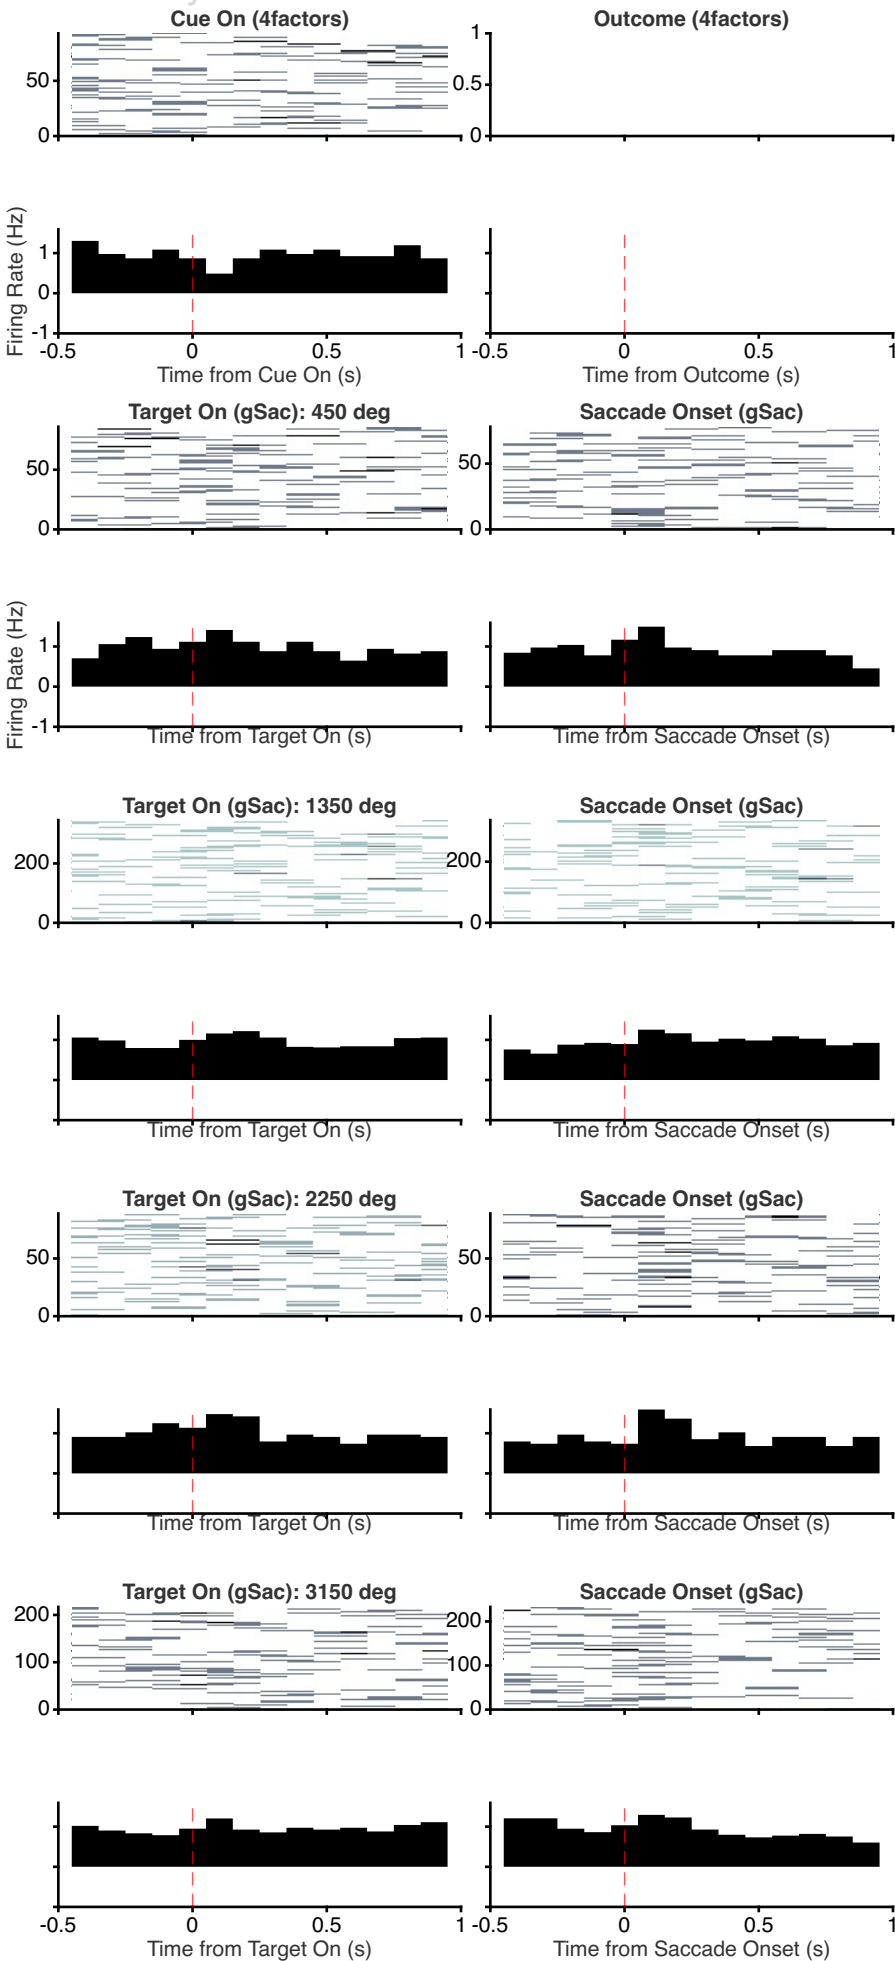 Cue On (4factors) Outcome (4factors)
50
0
1
0.5
0
Firing Rate (Hz)
1
0
-1
-0.5 0 0.5 1
-0.5 0 0.5 1
Time from Cue On (s) Time from Outcome (s)
Target On (gSac): 450 deg Saccade Onset (gSac)
50
0
50
0
Firing Rate (Hz)
1
0
-1
Time from Target On (s) Time from Saccade Onset (s)
Target On (gSac): 1350 deg Saccade Onset (gSac)
200
0
200
0
Time from Target On (s) Time from Saccade Onset (s)
Target On (gSac): 2250 deg Saccade Onset (gSac)
50
0
50
0
Time from Target On (s) Time from Saccade Onset (s)
Target On (gSac): 3150 deg Saccade Onset (gSac)
200
100
0
200
100
0
-0.5 0 0.5 1
-0.5 0 0.5 1
Time from Target On (s) Time from Saccade Onset (s)